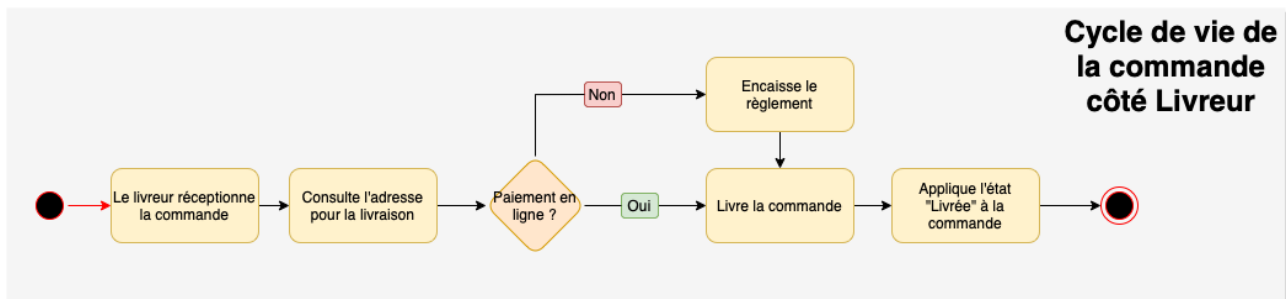 Cycle de vie de
la commande
côté Livreur
Non
Encaisse le
règlement
Le livreur réceptionne
la commande
Consulte l'adresse
pour la livraison
Paiement en
ligne ?
Oui
Livre la commande
Applique l'état
"Livrée" à la
commande